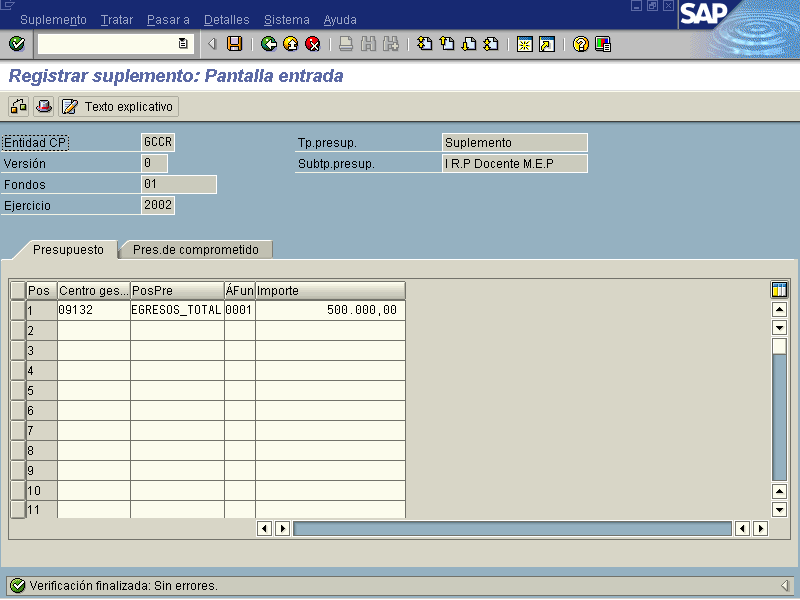 Suplemento Tratar Pasar a Detalles Sistema Ayuda
SAP
Registrar suplemento: Pantalla entrada
Texto explicativo
Entidad CP GCCR Tp.presup. Suplemento
Versión 0 Subtp.presup. I R.P Docente M.E.P
Fondos 01
Ejercicio 2002
Presupuesto Pres.de comprometido
Pos Centro ges... PosPre ÁFun Importe
1 09132 EGRESOS_TOTAL 0001 500.000,00
2
3
4
5
6
7
8
9
10
11
Verificación finalizada: Sin errores.